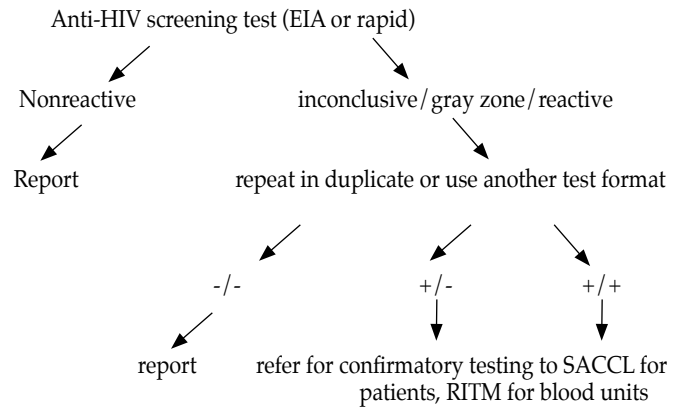 Anti-HIV screening test (EIA or rapid)
Nonreactive
inconclusive/gray zone/reactive
Report
repeat in duplicate or use another test format
-/-
+/-
+/+
report
refer for confirmatory testing to SACCL for
patients, RITM for blood units